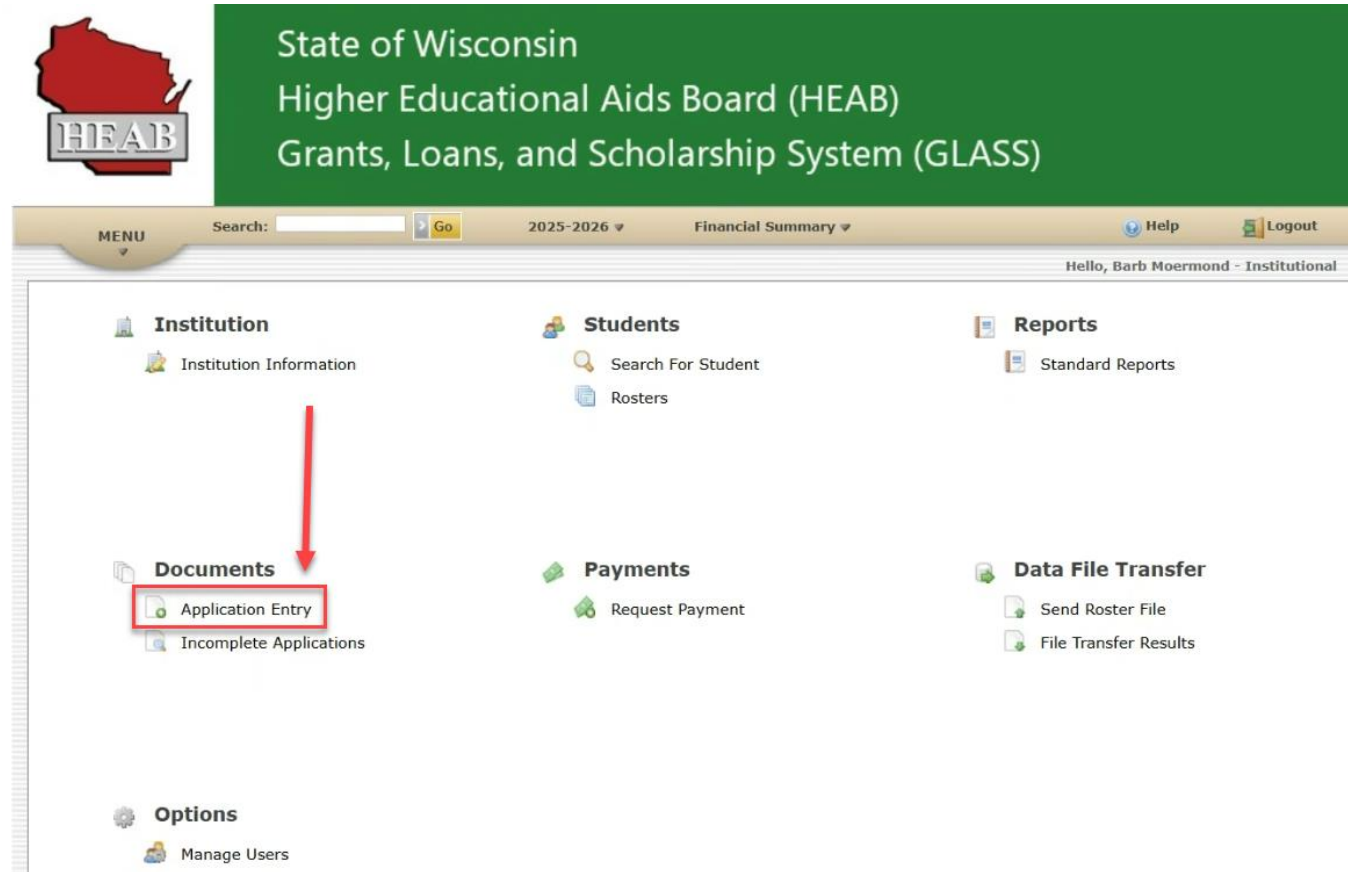 HEAB
State of Wisconsin
Higher Educational Aids Board (HEAB)
Grants, Loans, and Scholarship System (GLASS)
MENU
Search:
Go
2025-2026
Financial Summary
Help
Logout
Hello, Barb Moermond - Institutional
Institution
Institution Information
Students
Search For Student
Rosters
Reports
Standard Reports
Documents
Application Entry
Incomplete Applications
Payments
Request Payment
Data File Transfer
Send Roster File
File Transfer Results
Options
Manage Users